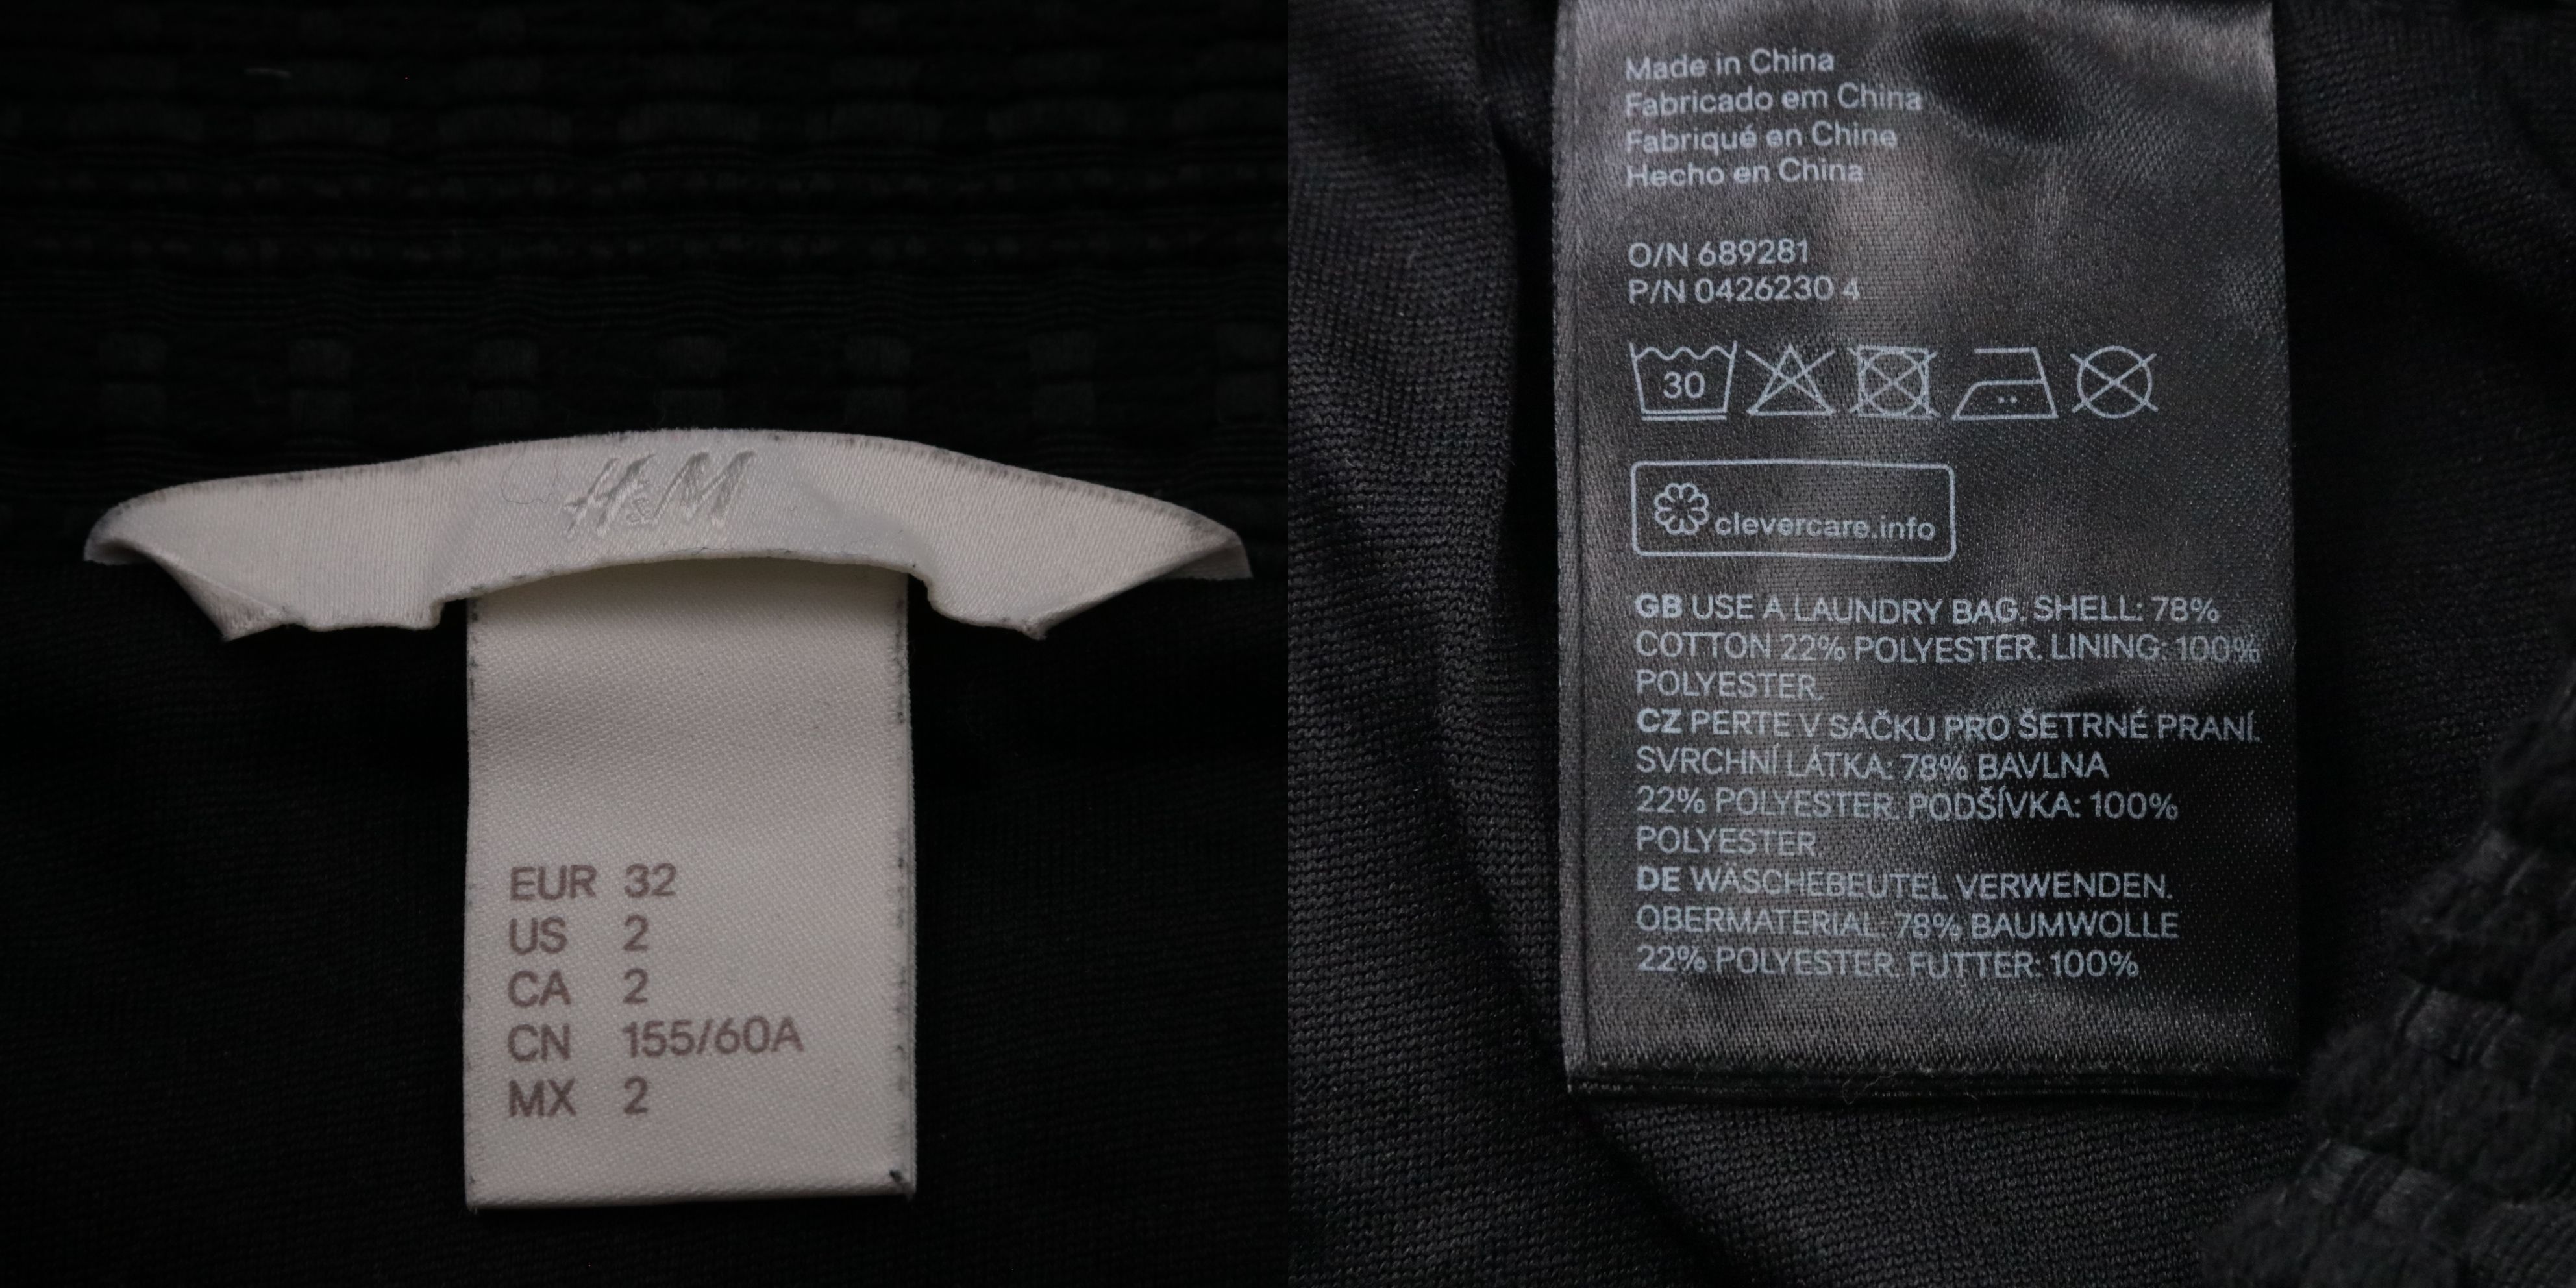 H&M
EUR 32
US 2
CA 2
CN 155/60A
MX 2
Made in China
Fabricado em China
Fabriqué en Chine
Hecho en China
O/N 689281
P/N 0426230 4
30
clevercare.info
GB USE A LAUNDRY BAG. SHELL: 78%
COTTON 22% POLYESTER. LINING: 100%
POLYESTER.
CZ PERTE V SÁČKU PRO ŠETRNÉ PRANÍ.
SVRCHNÍ LÁTKA: 78% BAVLNA
22% POLYESTER. PODŠÍVKA: 100%
POLYESTER.
DE WÄSCHEBEUTEL VERWENDEN.
OBERMATERIAL: 78% BAUMWOLLE
22% POLYESTER. FUTTER: 100%